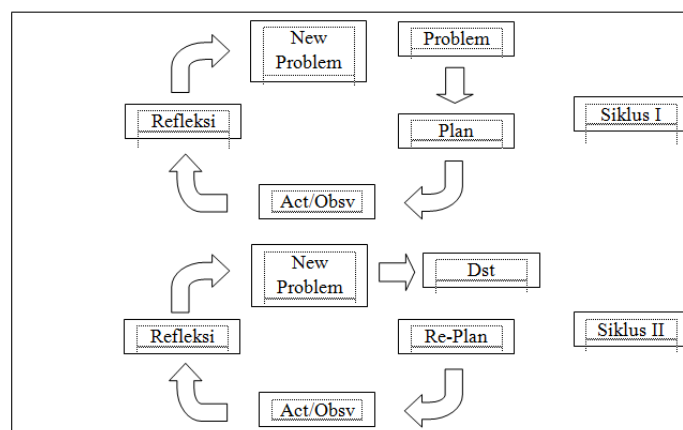 New
Problem
Problem
Refleksi
Plan
Siklus I
Act/Obsv
New
Problem
Dst
Refleksi
Re-Plan
Siklus II
Act/Obsv